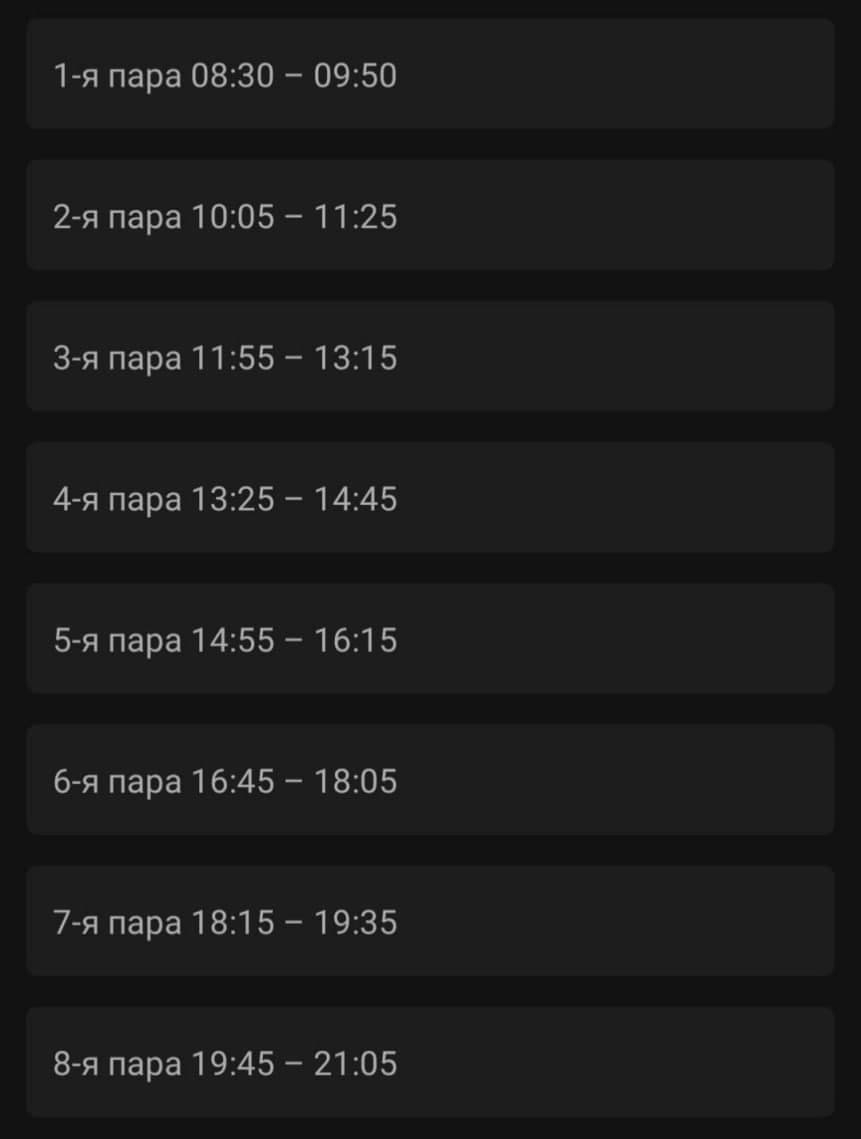 1-я пара 08:30 – 09:50
2-я пара 10:05 – 11:25
3-я пара 11:55 – 13:15
4-я пара 13:25 – 14:45
5-я пара 14:55 – 16:15
6-я пара 16:45 – 18:05
7-я пара 18:15 – 19:35
8-я пара 19:45 – 21:05